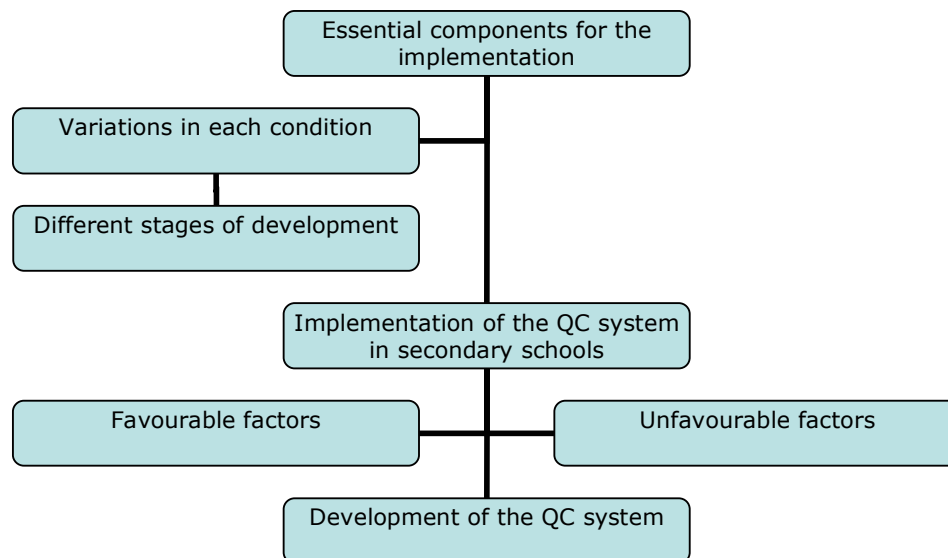 Essential components for the
implementation
Variations in each condition
Different stages of development
Implementation of the QC system
in secondary schools
Favourable factors
Unfavourable factors
Development of the QC system